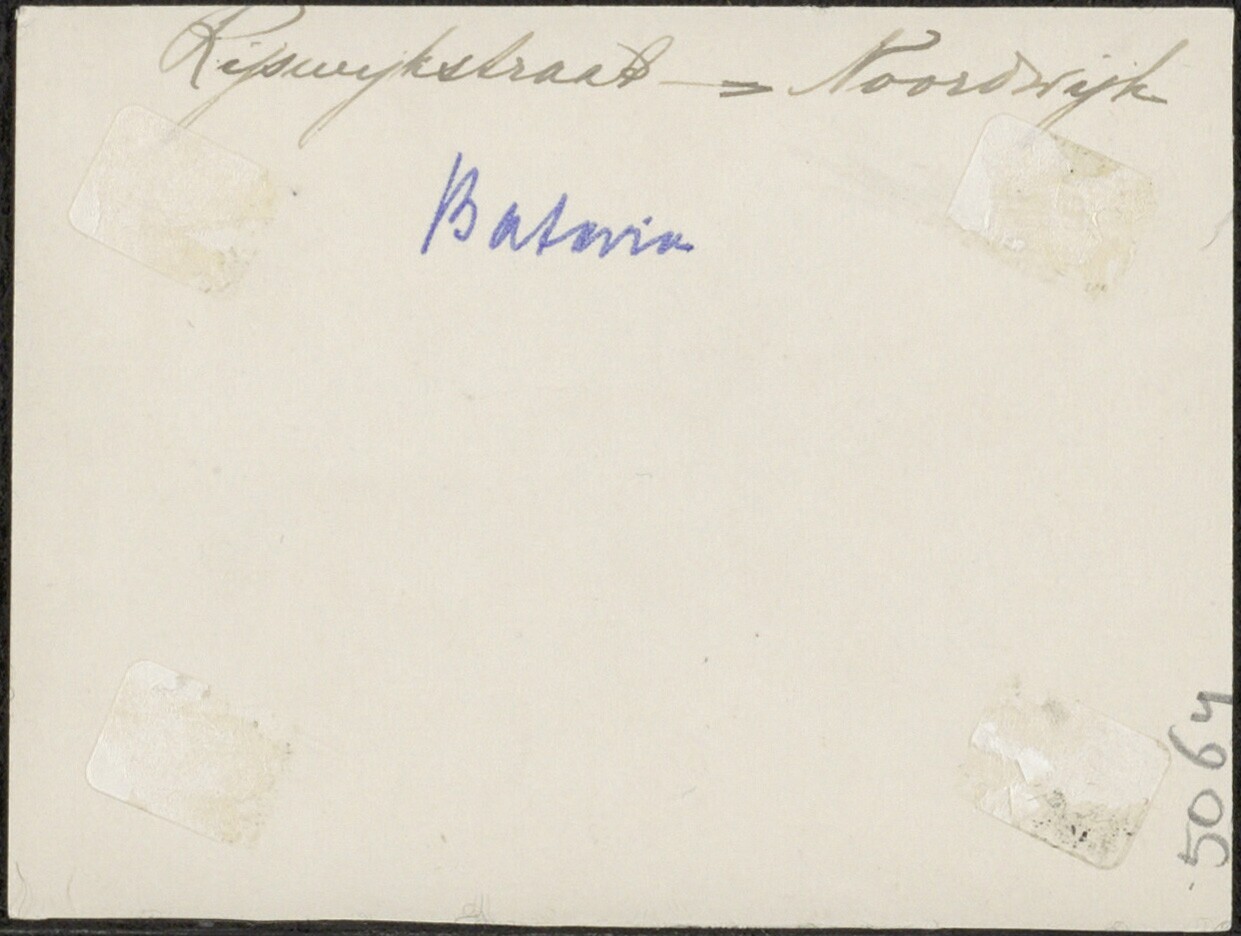 Rijswijkstraat — = Noordwijk
Batavia
5064